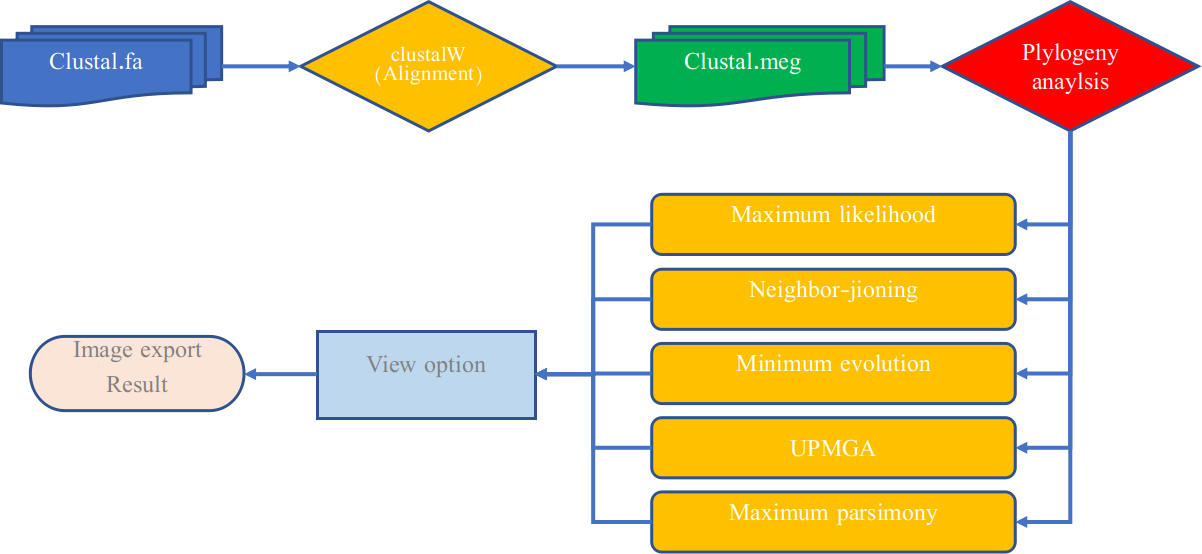 Clustal.fa
clustalW
(Alignment)
Clustal.meg
Plylogeny
anaylsis
Maximum likelihood
Neighbor-jioning
Minimum evolution
UPMGA
Maximum parsimony
View option
Image export
Result